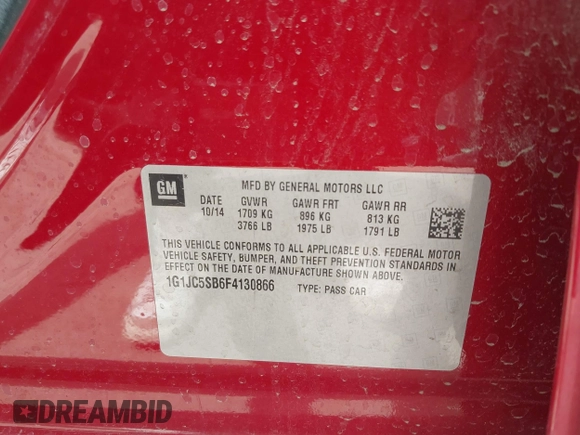 GM
MFD BY GENERAL MOTORS LLC
DATE GVWR GAWR FRT GAWR RR
10/14 1709 KG 896 KG 813 KG
3766 LB 1975 LB 1791 LB
THIS VEHICLE CONFORMS TO ALL APPLICABLE U.S. FEDERAL MOTOR
VEHICLE SAFETY, BUMPER, AND THEFT PREVENTION STANDARDS IN
EFFECT ON THE DATE OF MANUFACTURE SHOWN ABOVE.
1G1JC5SB6F4130866 TYPE: PASS CAR
DREAMBID